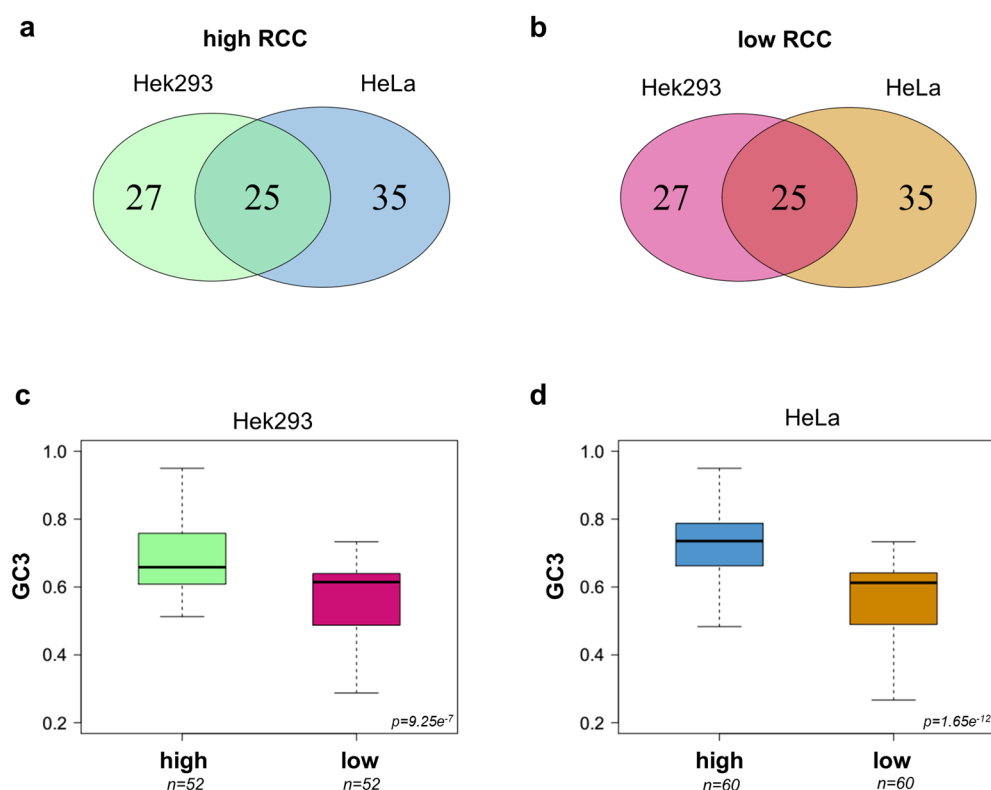 a
high RCC
Hek293
HeLa
27
25
35
b
low RCC
Hek293
HeLa
27
25
35
c
Hek293
GC3
1.0
0.8
0.6
0.4
0.2
p=9.25e-7
high
low
n=52
n=52
d
HeLa
GC3
1.0
0.8
0.6
0.4
0.2
p=1.65e-12
high
low
n=60
n=60